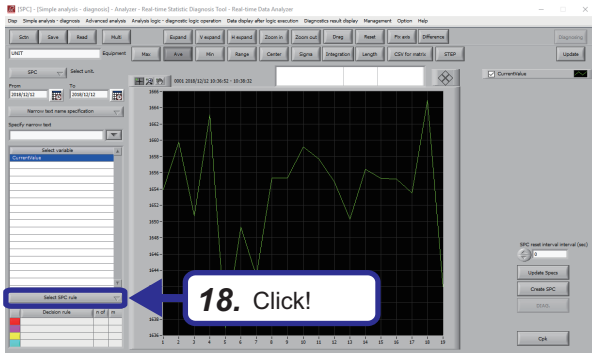 [SPC] - [Simple analysis - diagnosis] - Analyzer - Real-time Statistic Diagnosis Tool - Real-time Data Analyzer
Disp Simple analysis - diagnosis Advanced analysis Analysis logic - diagnostic logic operation Data display after logic execution Diagnostics result display Management Option Help
Sctn Save Read Multi Expand V expand H expand Zoom in Zoom out Drag Reset Fix axis Difference Diagnosing
UNIT Equipment Max Ave Min Range Center Sigma Integration Length CSV for matrix STEP Update
SPC Select unit.
0001 2018/12/12 10:36:52 - 10:38:32
CurrentValue
From To
2018/12/12 2018/12/12
Narrow text name specification
Specify narrow text
Select variable
CurrentValue
1666
1664
1662
1660
1658
1656
1654
1652
1650
1648
1646
1644
1636
1 2 3 4 5 6 7 8 9 10 11 12 13 14 15 16 17 18 19
SPC reset interval interval (sec)
0
Update Specs
Create SPC
Cpk
Select SPC rule
Decision rule n of m
18. Click!